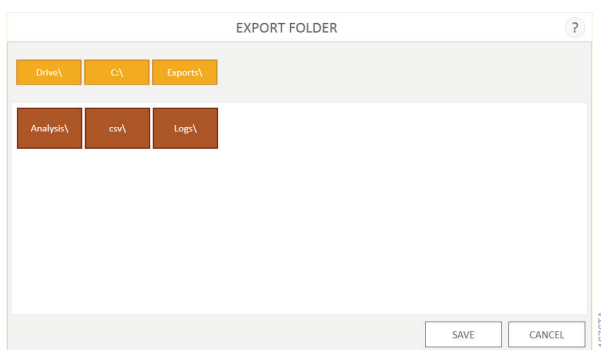 EXPORT FOLDER
?
Drive\ C:\ Exports\
Analysis\ csv\ Logs\
SAVE CANCEL